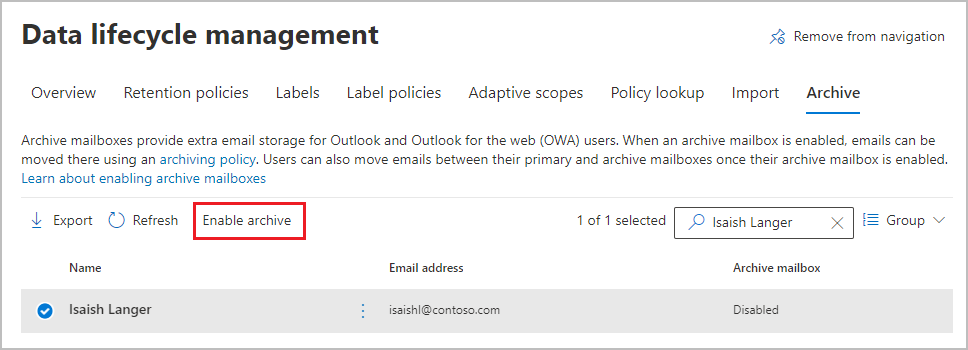 Data lifecycle management
Remove from navigation
Overview Retention policies Labels Label policies Adaptive scopes Policy lookup Import Archive
Archive mailboxes provide extra email storage for Outlook and Outlook for the web (OWA) users. When an archive mailbox is enabled, emails can be
moved there using an archiving policy. Users can also move emails between their primary and archive mailboxes once their archive mailbox is enabled.
Learn about enabling archive mailboxes
Export Refresh Enable archive 1 of 1 selected Isaish Langer Group
Name Email address Archive mailbox
Isaish Langer isaishl@contoso.com Disabled